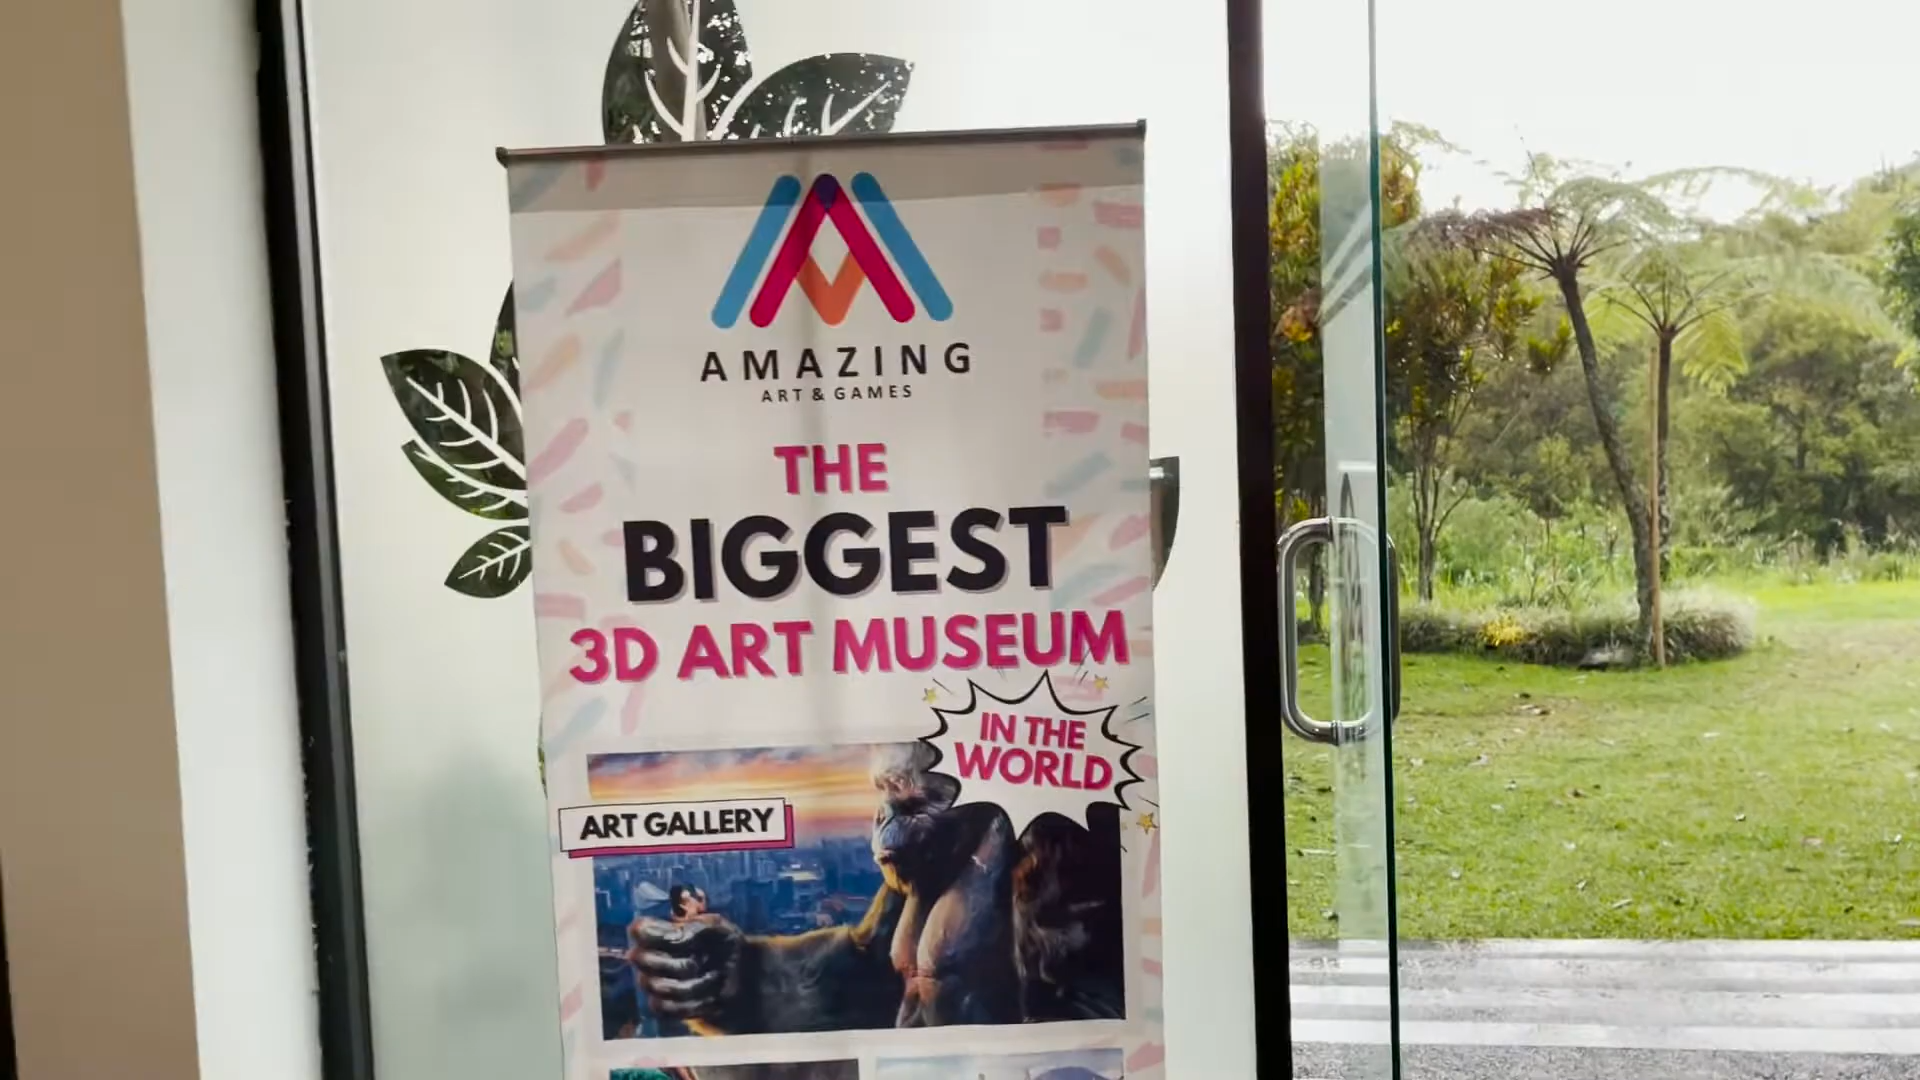 AMAZING
ART & GAMES
THE
BIGGEST
3D ART MUSEUM
IN THE
WORLD
ART GALLERY